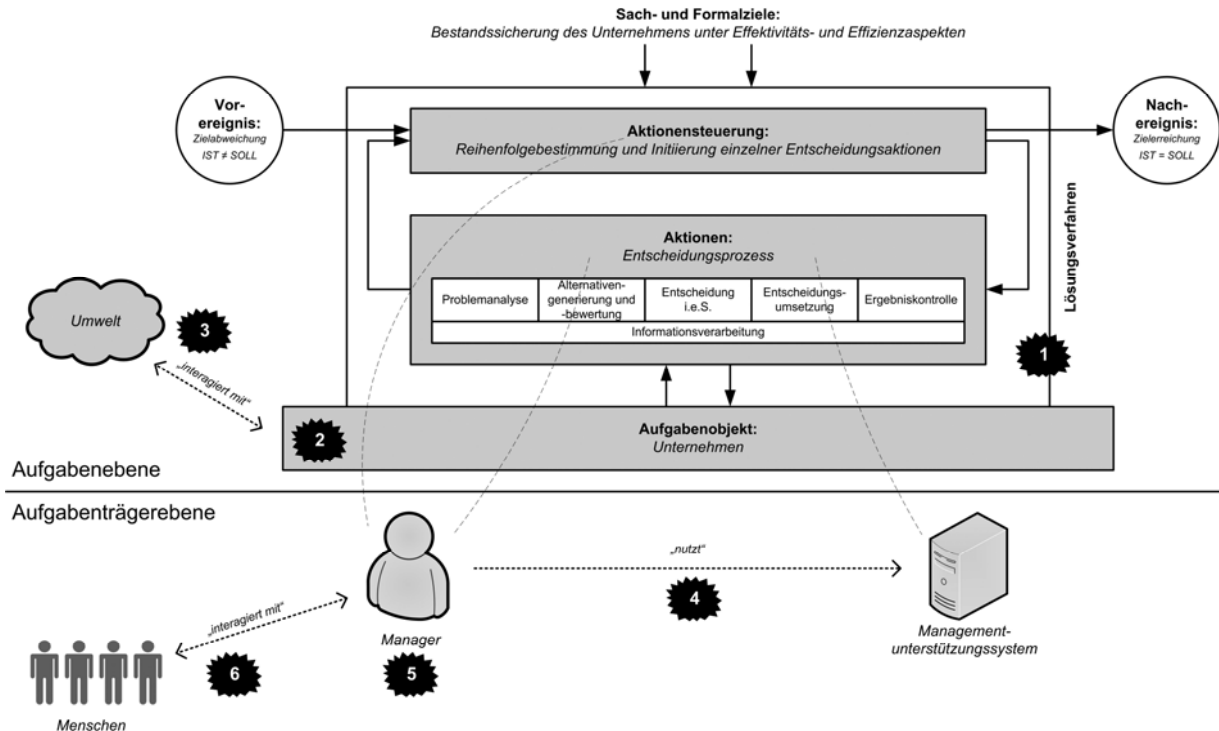 Sach- und Formalziele:
Bestandssicherung des Unternehmens unter Effektivitäts- und Effizienzaspekten
Vor-
ereignis:
Zielabweichung
IST ≠ SOLL
Aktionensteuerung:
Reihenfolgebestimmung und Initiierung einzelner Entscheidungsaktionen
Nach-
ereignis:
Zielerreichung
IST = SOLL
Lösungsverfahren
Aktionen:
Entscheidungsprozess
Problemanalyse
Alternativen-
generierung und
-bewertung
Entscheidung
i.e.S.
Entscheidungs-
umsetzung
Ergebniskontrolle
Informationsverarbeitung
Umwelt
3
1
„interagiert mit“
2
Aufgabenobjekt:
Unternehmen
Aufgabenebene
Aufgabenträgerebene
„nutzt“
4
„interagiert mit“
Manager
Management-
unterstützungssystem
6
5
Menschen